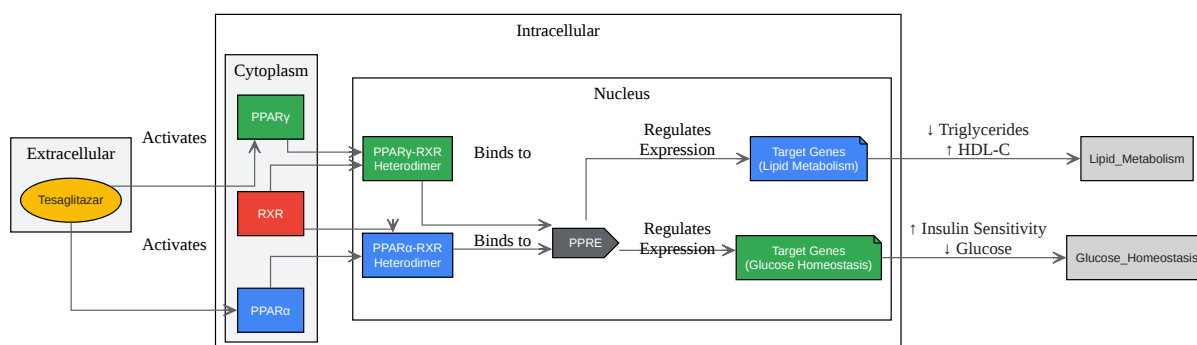 Intracellular
Cytoplasm
Nucleus
PPARγ
Activates
Extracellular
Tesaglitazar
PPARγ-RXR
Heterodimer
Binds to
Regulates
Expression
Target Genes
(Lipid Metabolism)
↓ Triglycerides
↑ HDL-C
Lipid_Metabolism
RXR
Activates
PPARα-RXR
Heterodimer
Binds to
PPRE
Regulates
Expression
Target Genes
(Glucose Homeostasis)
↑ Insulin Sensitivity
↓ Glucose
Glucose_Homeostasis
PPARα